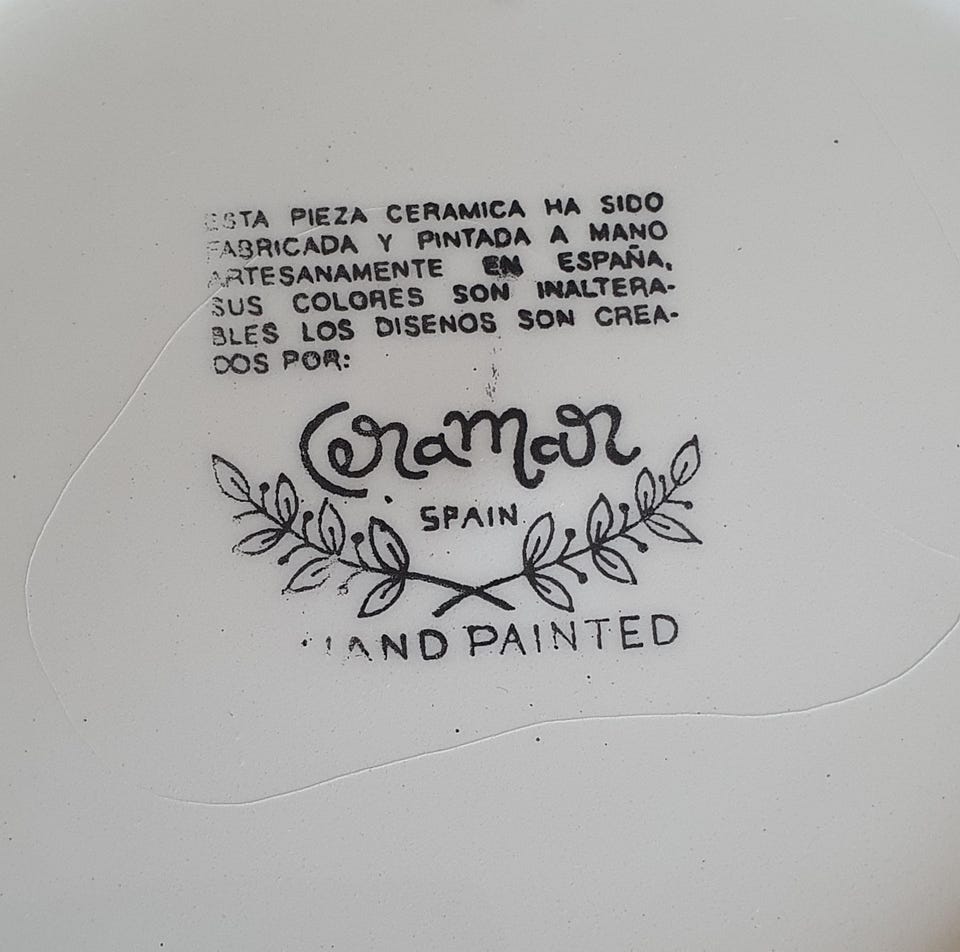 ESTA PIEZA CERAMICA HA SIDO
FABRICADA Y PINTADA A MANO
ARTESANAMENTE EN ESPAÑA,
SUS COLORES SON INALTERA-
BLES LOS DISENOS SON CREA-
DOS POR:
Ceramar
SPAIN
HAND PAINTED